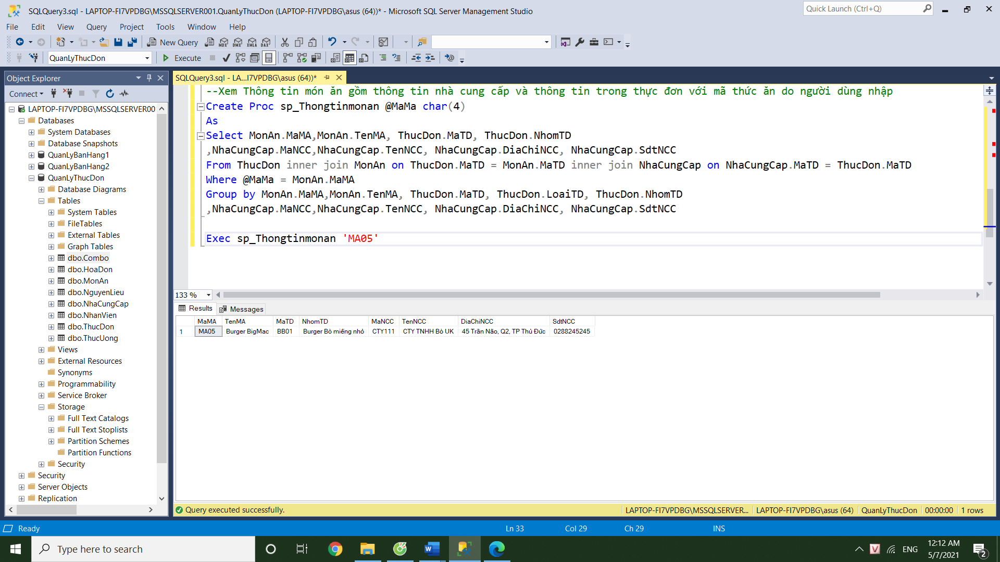 SQLQuery3.sql - LAPTOP-FI7VPDBG\MSSQLSERVER001.QuanLyThucDon (LAPTOP-FI7VPDBG\asus (64))* - Microsoft SQL Server Management Studio
Quick Launch (Ctrl+Q)
File Edit View Query Project Tools Window Help
New Query MDX DMX XMLA DAX
QuanLyThucDon Execute
Object Explorer
Connect
LAPTOP-FI7VPDBG\MSSQLSERVER00
Databases
System Databases
Database Snapshots
QuanLyBanHang1
QuanLyBanHang2
QuanLyThucDon
Database Diagrams
Tables
System Tables
FileTables
External Tables
Graph Tables
dbo.Combo
dbo.HoaDon
dbo.MonAn
dbo.NguyenLieu
dbo.NhaCungCap
dbo.NhanVien
dbo.ThucDon
dbo.ThucUong
Views
External Resources
Synonyms
Programmability
Service Broker
Storage
Full Text Catalogs
Full Text Stoplists
Partition Schemes
Partition Functions
Security
Security
Server Objects
Replication
SQLQuery3.sql - LA...I7VPDBG\asus (64))*
--Xem Thông tin món ăn gồm thông tin nhà cung cấp và thông tin trong thực đơn với mã thức ăn do người dùng nhập
Create Proc sp_Thongtinmonan @MaMa char(4)
As
Select MonAn.MaMA,MonAn.TenMA, ThucDon.MaTD, ThucDon.NhomTD
,NhaCungCap.MaNCC,NhaCungCap.TenNCC, NhaCungCap.DiaChiNCC, NhaCungCap.SdtNCC
From ThucDon inner join MonAn on ThucDon.MaTD = MonAn.MaTD inner join NhaCungCap on NhaCungCap.MaTD = ThucDon.MaTD
Where @MaMa = MonAn.MaMA
Group by MonAn.MaMA,MonAn.TenMA, ThucDon.MaTD, ThucDon.LoaiTD, ThucDon.NhomTD
,NhaCungCap.MaNCC,NhaCungCap.TenNCC, NhaCungCap.DiaChiNCC, NhaCungCap.SdtNCC
Exec sp_Thongtinmonan 'MA05'
133 %
Results Messages
MaMA TenMA MaTD NhomTD MaNCC TenNCC DiaChiNCC SdtNCC
1 MA05 Burger BigMac BB01 Burger Bò miếng nhỏ CTY111 CTY TNHH Bò UK 45 Trần Não, Q2, TP Thủ Đức 0288245245
Query executed successfully. LAPTOP-FI7VPDBG\MSSQLSERVER... LAPTOP-FI7VPDBG\asus (64) QuanLyThucDon 00:00:00 1 rows
Ready Ln 33 Col 29 Ch 29 INS
Type here to search
ENG
12:12 AM
5/7/2021
2